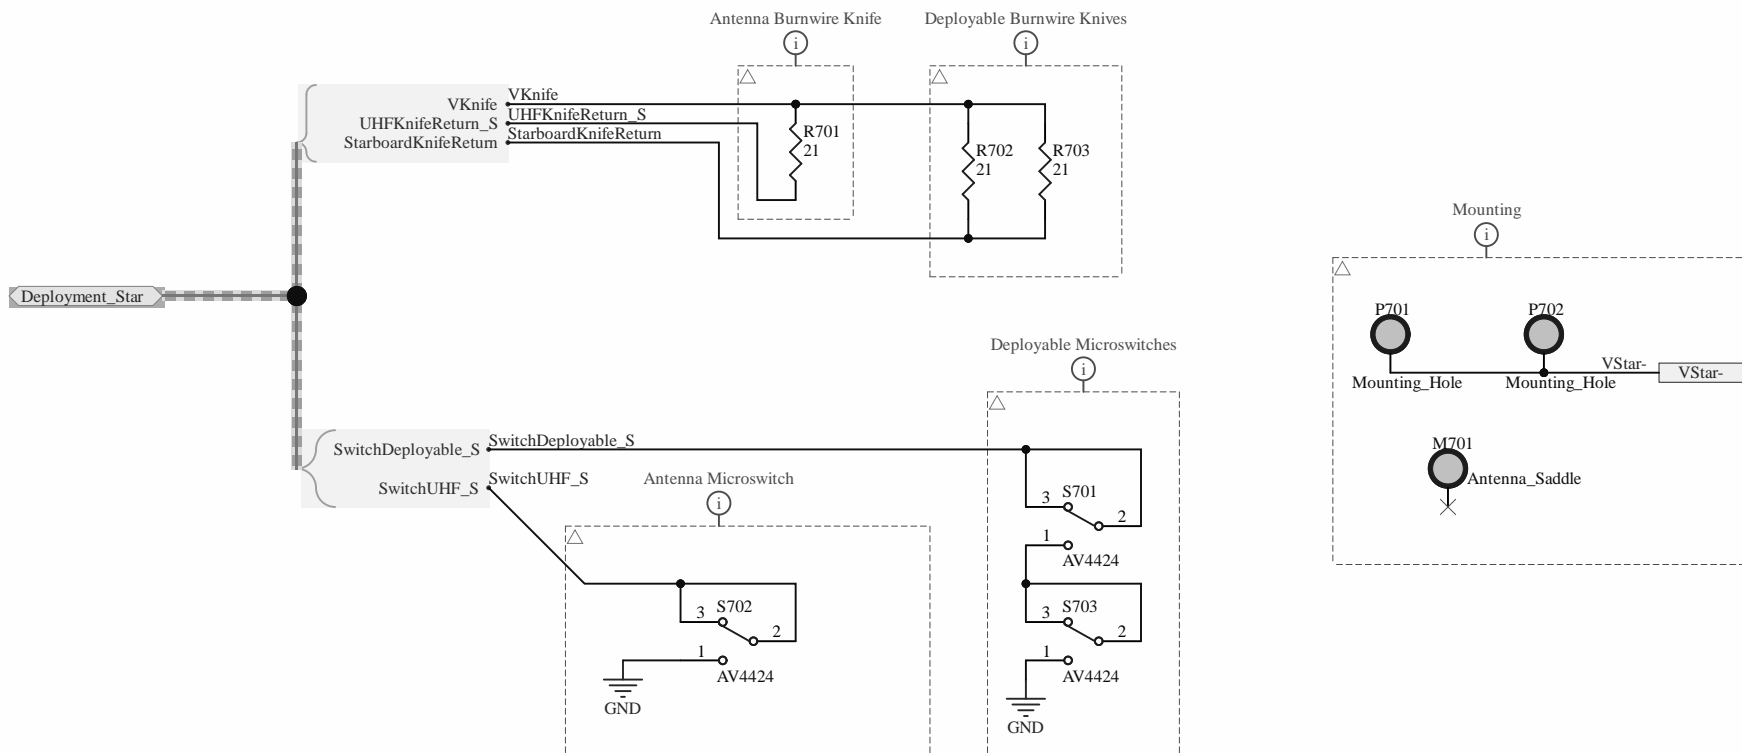 Antenna Burnwire Knife
Deployable Burnwire Knives
i
i
VKnife
VKnife
UHFKnifeReturn_S
UHFKnifeReturn_S
StarboardKnifeReturn
StarboardKnifeReturn
R701
21
R702
21
R703
21
Mounting
i
Deployment_Star
P701
Mounting_Hole
P702
Mounting_Hole
VStar-
VStar-
M701
Antenna_Saddle
Deployable Microswitches
i
SwitchDeployable_S
SwitchDeployable_S
SwitchUHF_S
SwitchUHF_S
Antenna Microswitch
i
S701
3
2
1
AV4424
S702
3
2
1
AV4424
GND
S703
3
2
1
AV4424
GND